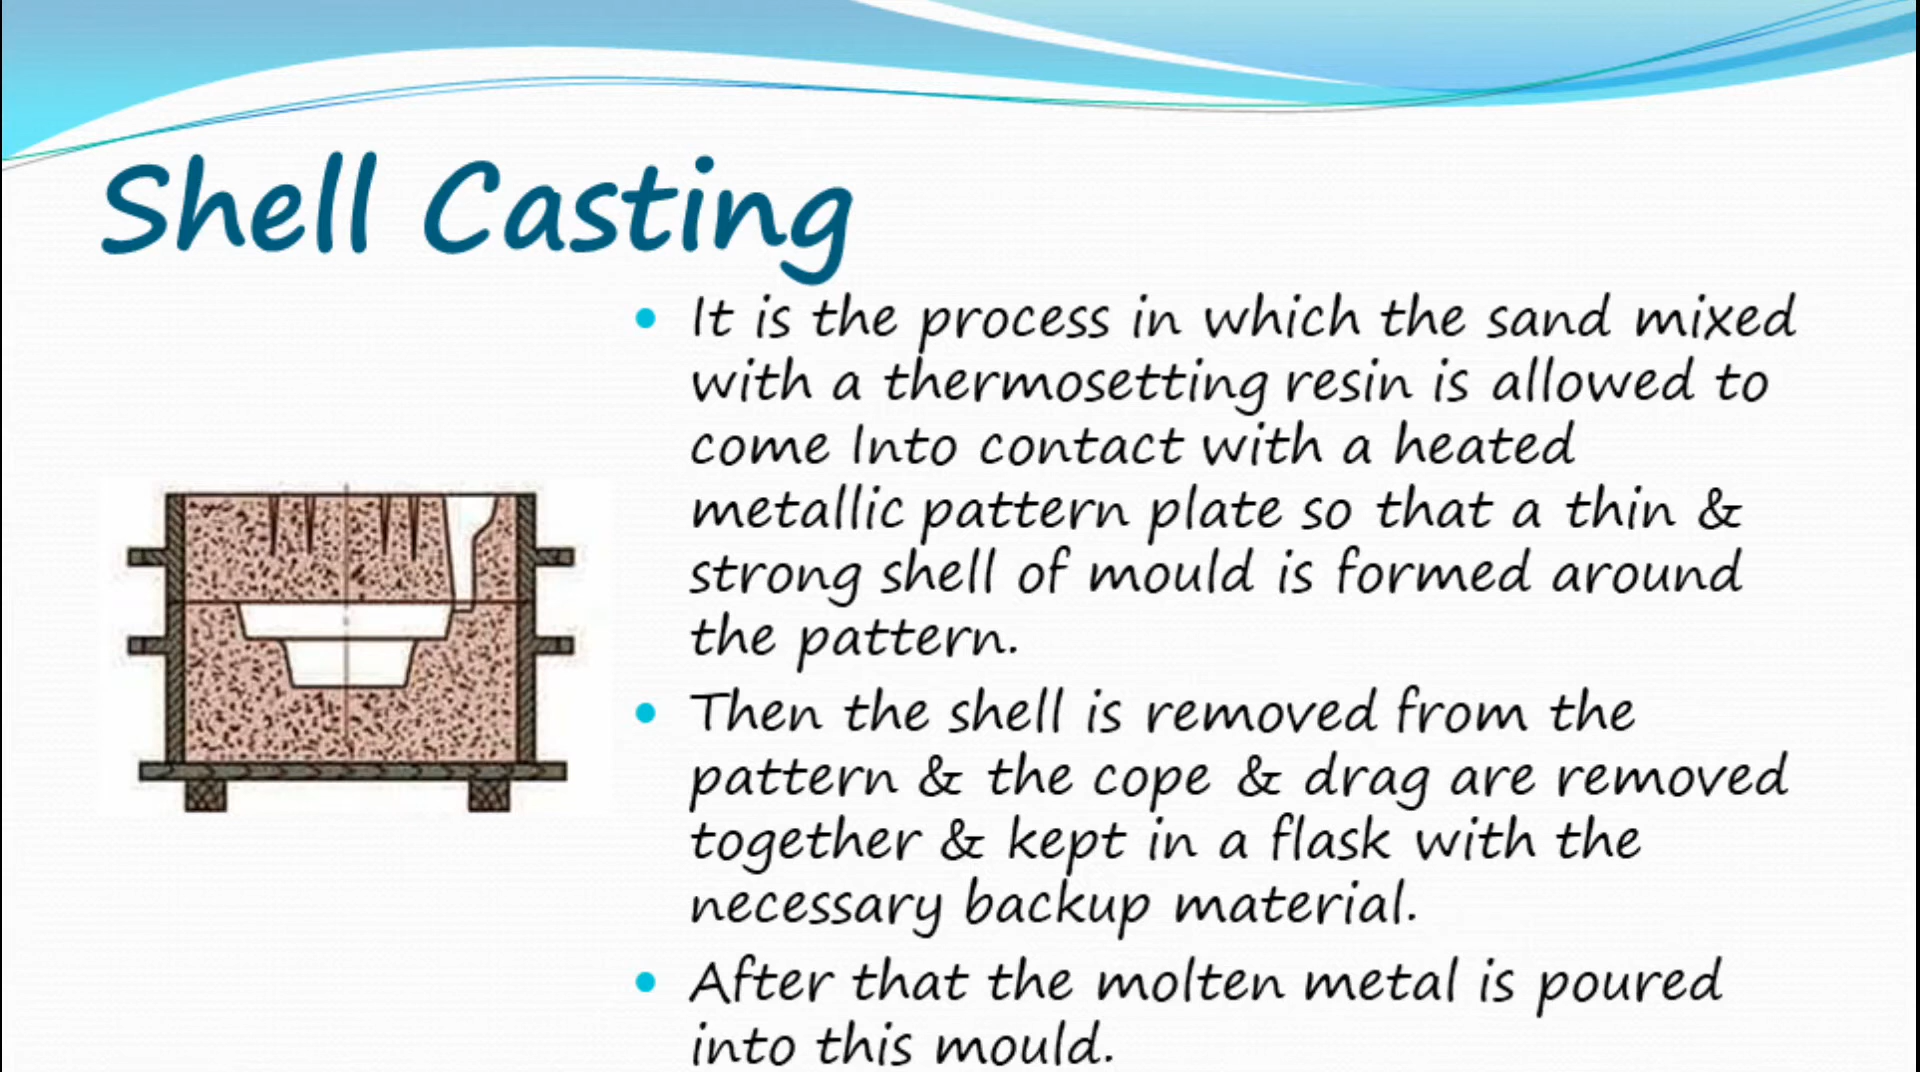 Shell Casting
• It is the process in which the sand mixed
with a thermosetting resin is allowed to
come Into contact with a heated
metallic pattern plate so that a thin &
strong shell of mould is formed around
the pattern.
• Then the shell is removed from the
pattern & the cope & drag are removed
together & kept in a flask with the
necessary backup material.
• After that the molten metal is poured
into this mould.